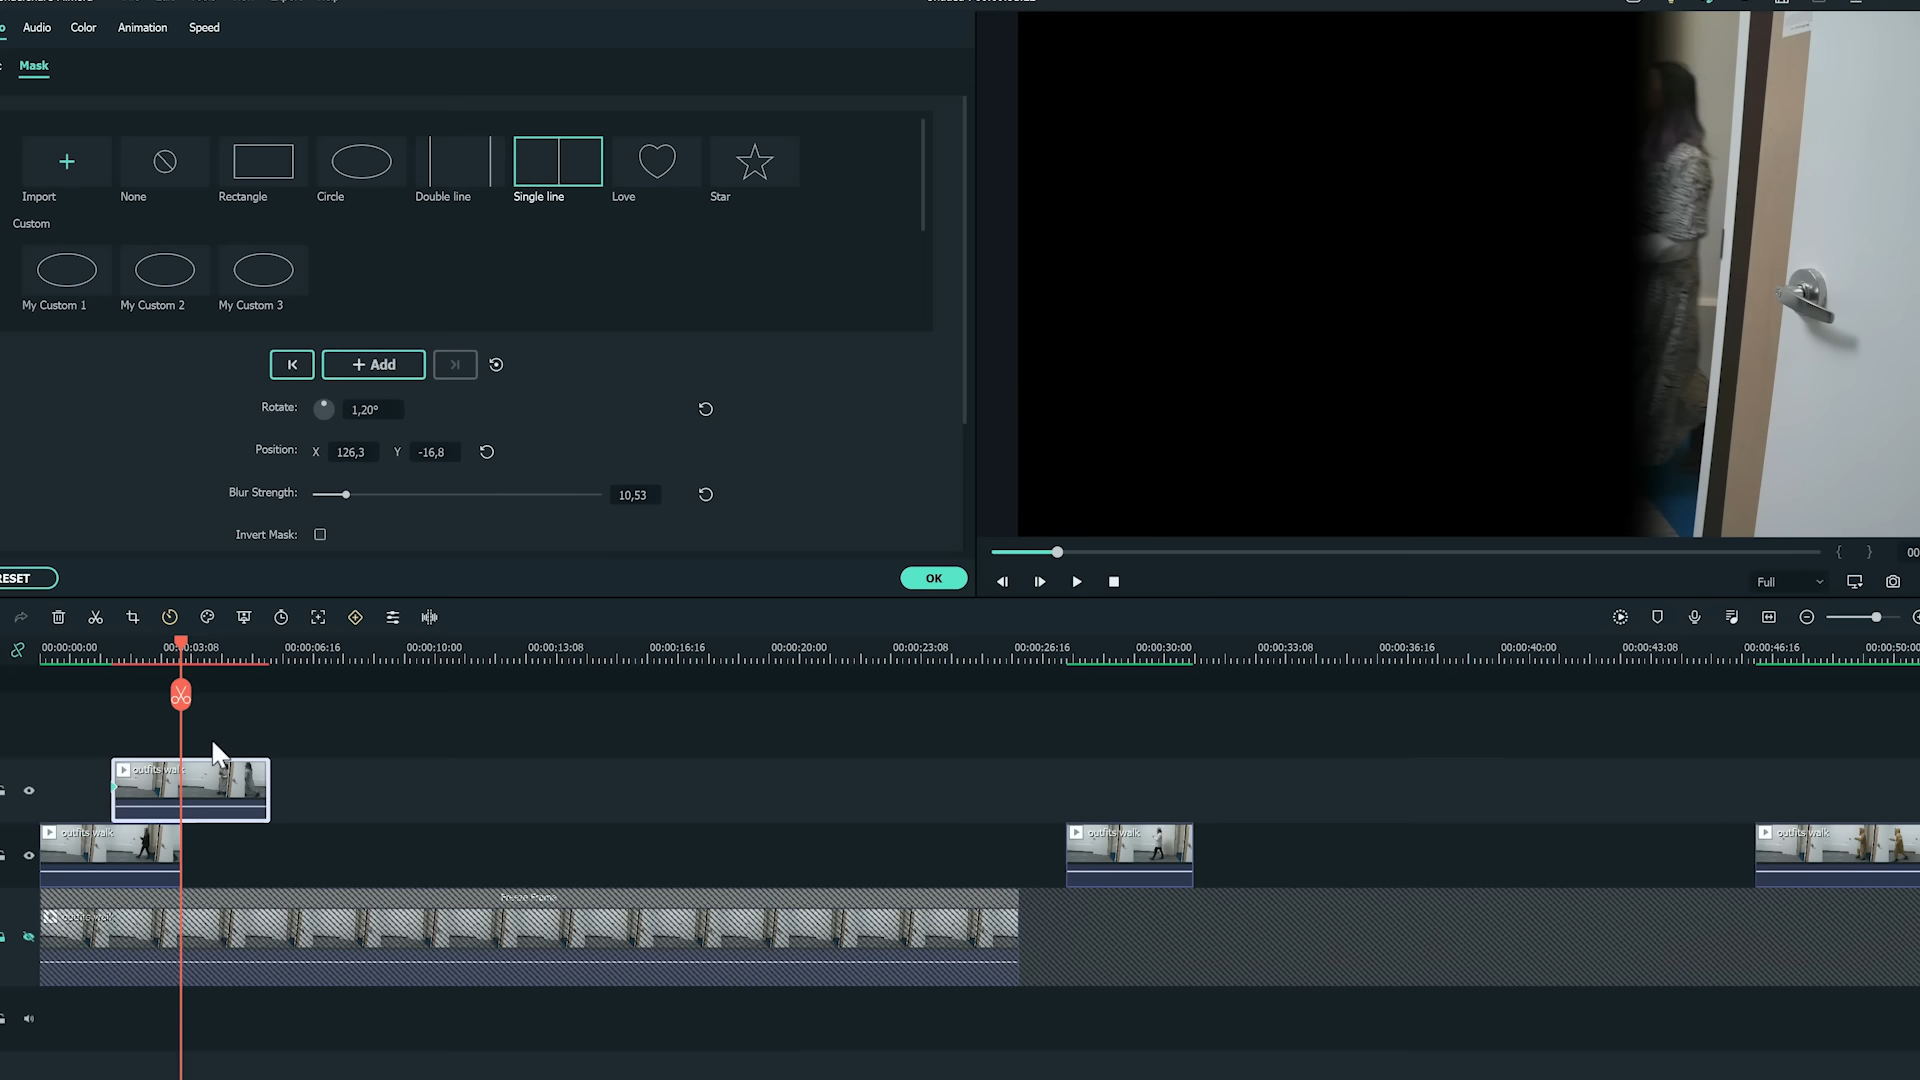 Audio
Color
Animation
Speed
Mask
Import
None
Rectangle
Circle
Double line
Single line
Love
Star
Custom
My Custom 1
My Custom 2
My Custom 3
+ Add
Rotate:
1,20°
Position:
X
126,3
Y
-16,8
Blur Strength:
10,53
Invert Mask:
RESET
OK
{ }
00
Full
00:00:00:00
00:00:03:08
00:00:06:16
00:00:10:00
00:00:13:08
00:00:16:16
00:00:20:00
00:00:23:08
00:00:26:16
00:00:30:00
00:00:33:08
00:00:36:16
00:00:40:00
00:00:43:08
00:00:46:16
00:00:50:00
outfits walk
outfits walk
outfits walk
outfits walk
Freeze Frame
outfits walk